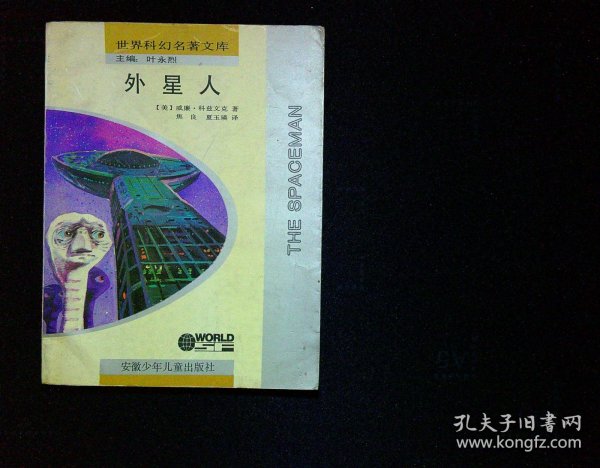 世界科幻名著文库
主编: 叶永烈
外星人
【美】威廉·科兹文克 著
焦良 夏玉镐 译
THE SPACEMAN
WORLD
SF
安徽少年儿童出版社
孔夫子旧书网
www.kongfz.com